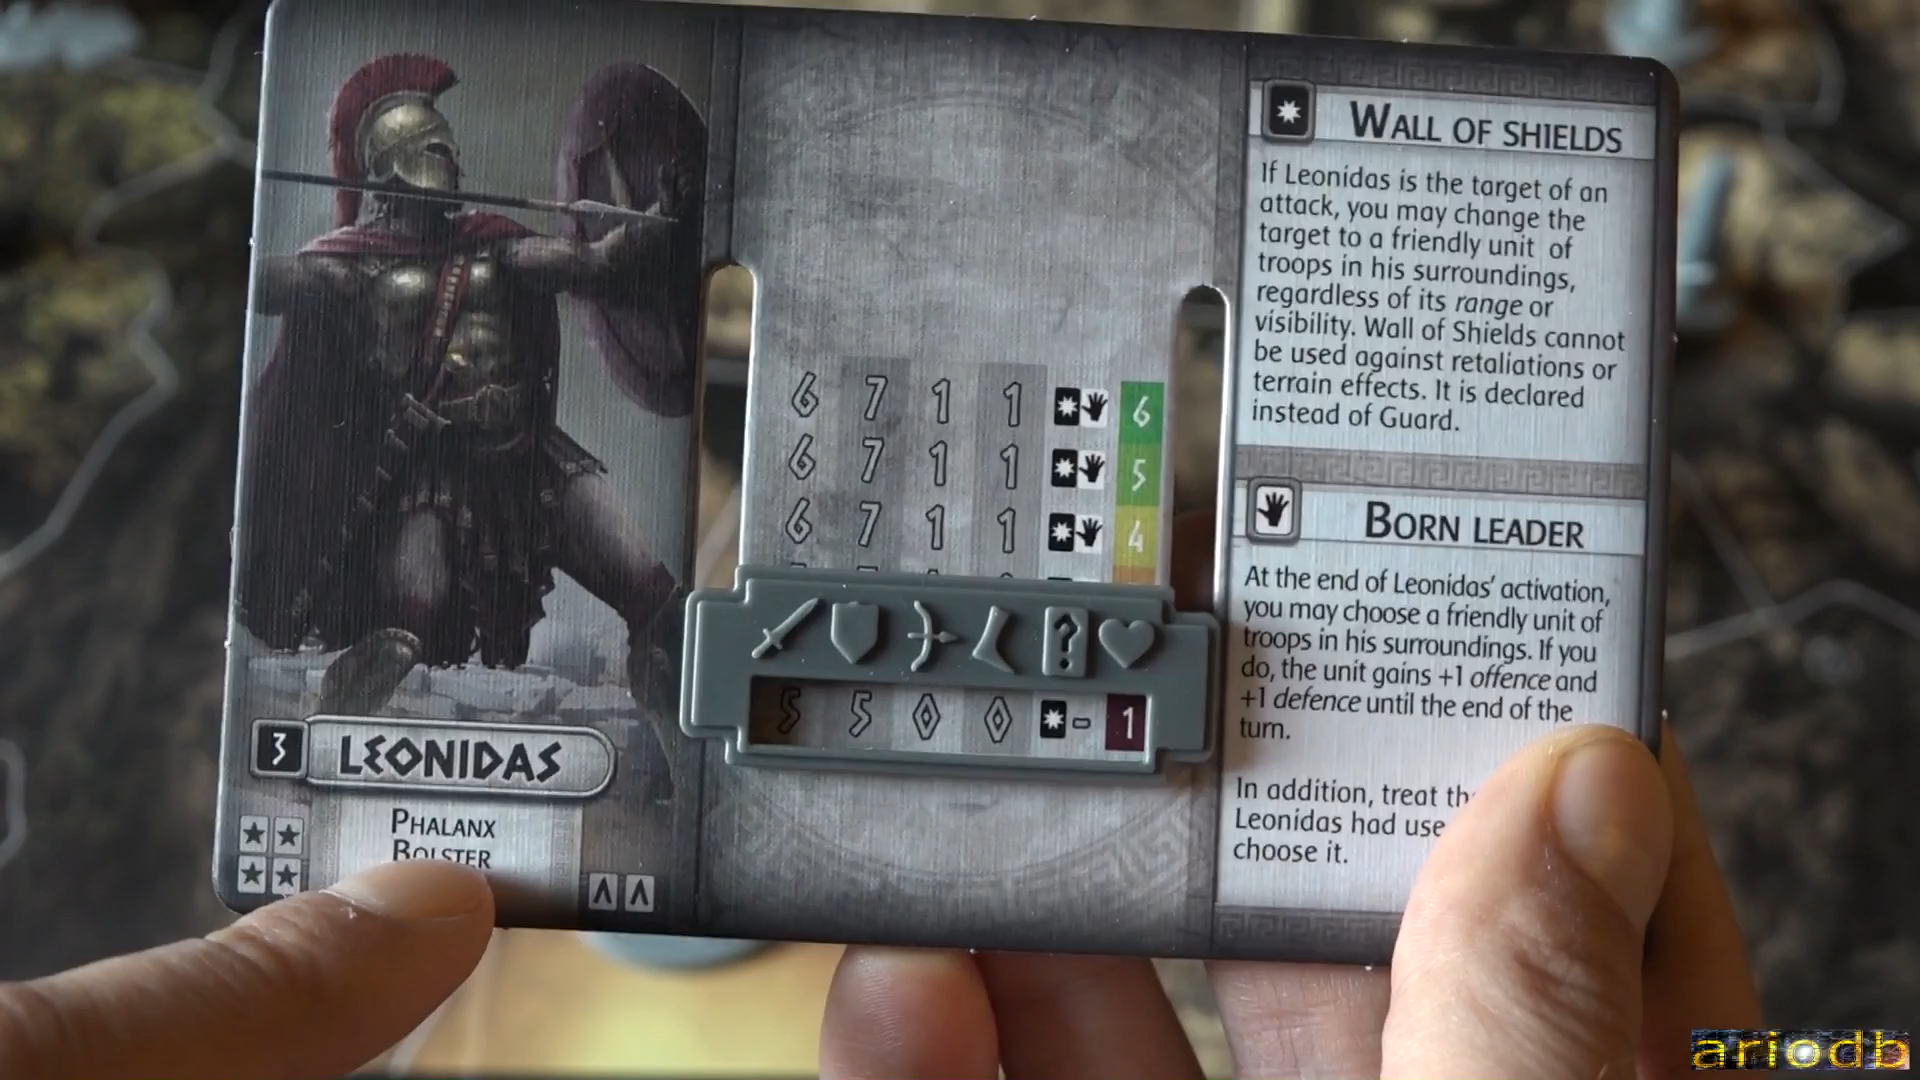 3 LEONIDAS
PHALANX
BOLSTER
6 7 1 1 6
6 7 1 1 5
6 7 1 1 4
?
5 5 0 0 - 1
WALL OF SHIELDS
If Leonidas is the target of an
attack, you may change the
target to a friendly unit of
troops in his surroundings,
regardless of its range or
visibility. Wall of Shields cannot
be used against retaliations or
terrain effects. It is declared
instead of Guard.
BORN LEADER
At the end of Leonidas' activation,
you may choose a friendly unit of
troops in his surroundings. If you
do, the unit gains +1 offence and
+1 defence until the end of the
turn.
In addition, treat
Leonidas had
choose it.
ariodb